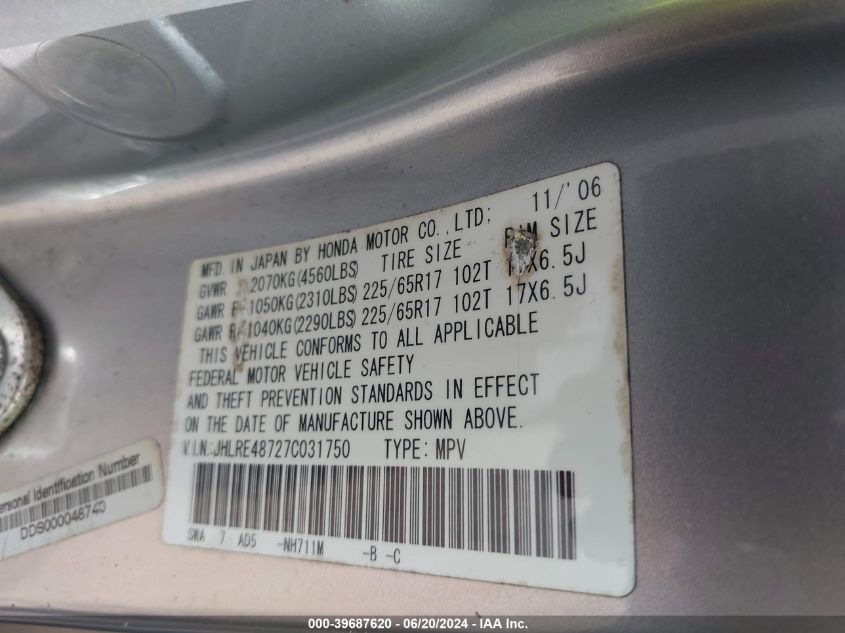 MFD. IN JAPAN BY HONDA MOTOR CO.,LTD: 11/'06
GVWR 2070KG(4560LBS) TIRE SIZE RIM SIZE
GAWR F 1050KG(2310LBS) 225/65R17 102T 17X6.5J
GAWR R 1040KG(2290LBS) 225/65R17 102T 17X6.5J
THIS VEHICLE CONFORMS TO ALL APPLICABLE
FEDERAL MOTOR VEHICLE SAFETY
AND THEFT PREVENTION STANDARDS IN EFFECT
ON THE DATE OF MANUFACTURE SHOWN ABOVE.
V.I.N.:JHLRE48727C031750 TYPE: MPV
SWA 7 AD5 -NH711M -B -C
Personal Identification Number
000-39687620 - 06/20/2024 - IAA Inc.